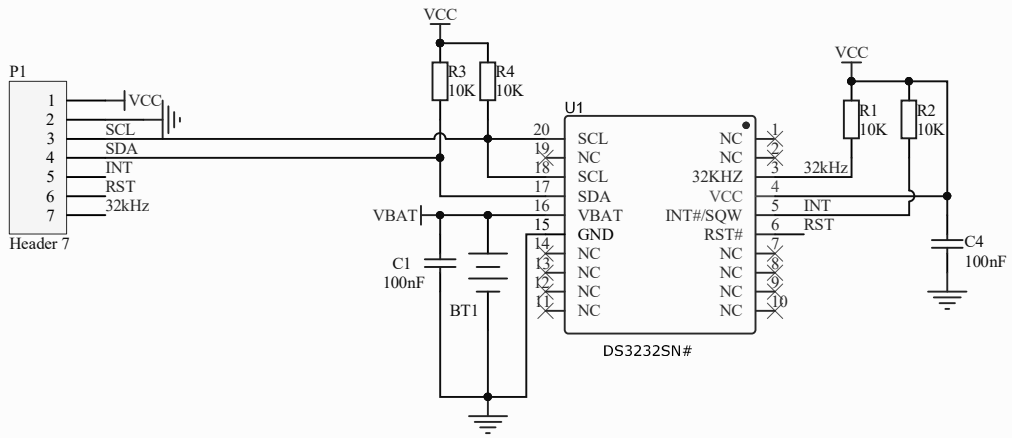 P1
1
VCC
2
3
SCL
4
SDA
5
INT
6
RST
7
32kHz
Header 7
VCC
R3
10K
R4
10K
VBAT
C1
100nF
BT1
U1
20 SCL
19 NC
18 SCL
17 SDA
16 VBAT
15 GND
14 NC
13 NC
12 NC
11 NC
NC 1
NC 2
32KHZ 3
VCC 4
INT#/SQW 5
RST# 6
NC 7
NC 8
NC 9
NC 10
DS3232SN#
32kHz
INT
RST
VCC
R1
10K
R2
10K
C4
100nF